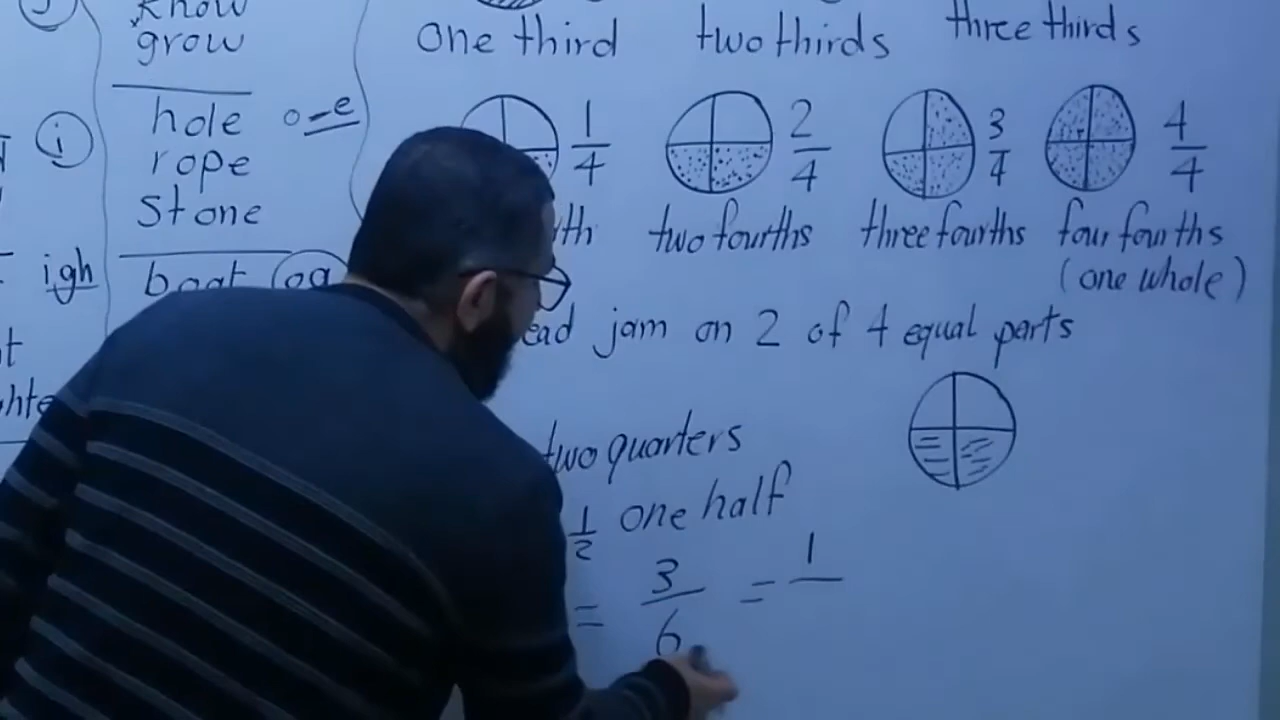 know
grow
hole o-e
rope
stone
i
igh
boat oa
one third two thirds three thirds
1/4 2/4 3/4 4/4
two fourths three fourths four fourths
(one whole)
jam on 2 of 4 equal parts
two quarters
1/2 one half
= 3/6 = 1/